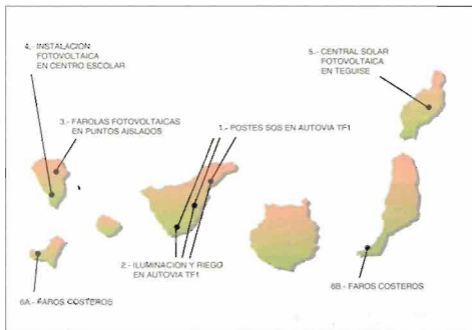 4.- INSTALACION
FOTOVOLTAICA
EN CENTRO ESCOLAR
5.- CENTRAL SOLAR
FOTOVOLTAICA
EN TEGUISE
3.- FAROLAS FOTOVOLTAICAS
EN PUNTOS AISLADOS
1.- POSTES SOS EN AUTOVIA TF1
2.- ILUMINACION Y RIEGO
EN AUTOVIA TF1
6A.- FAROS COSTEROS
6B.- FAROS COSTEROS